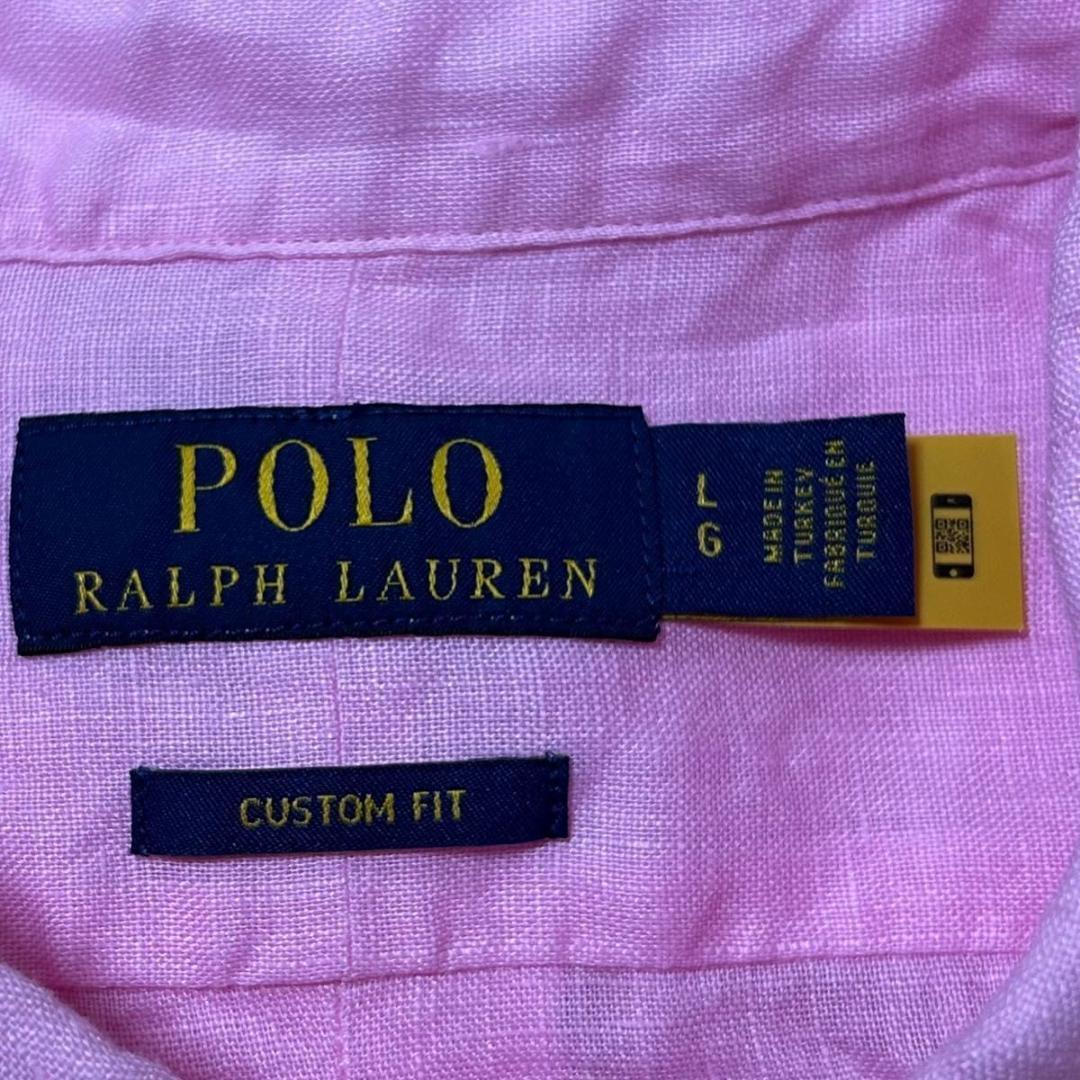 POLO
RALPH LAUREN
L
G
MADE IN
TURKEY
FABRIQUÉ EN
TURQUIE
CUSTOM FIT